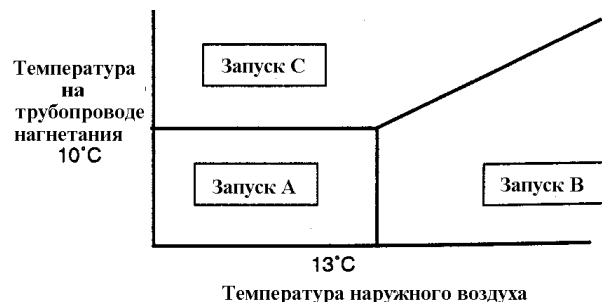 Запуск C
Температура
на
трубопроводе
нагнетания
10˚C
Запуск A
Запуск B
13˚C
Температура наружного воздуха